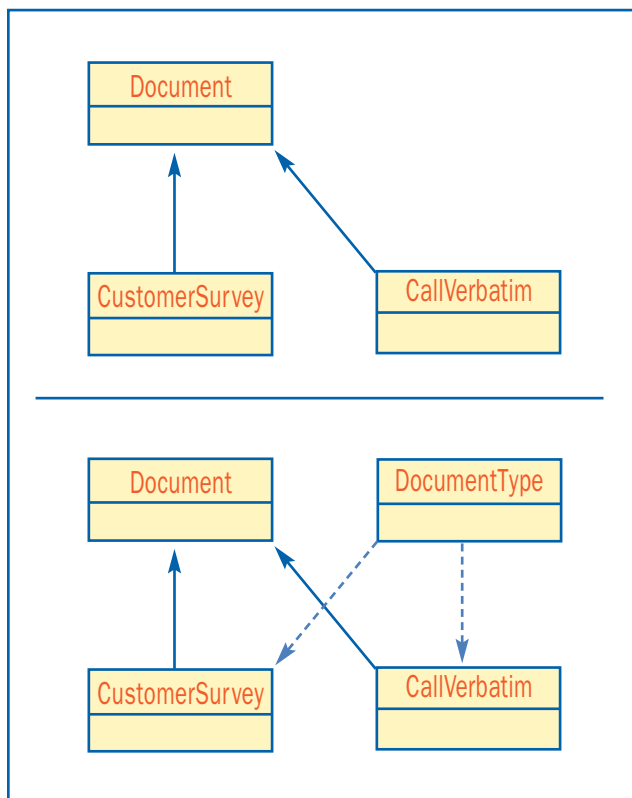 Document
CustomerSurvey
CallVerbatim
Document
DocumentType
CustomerSurvey
CallVerbatim